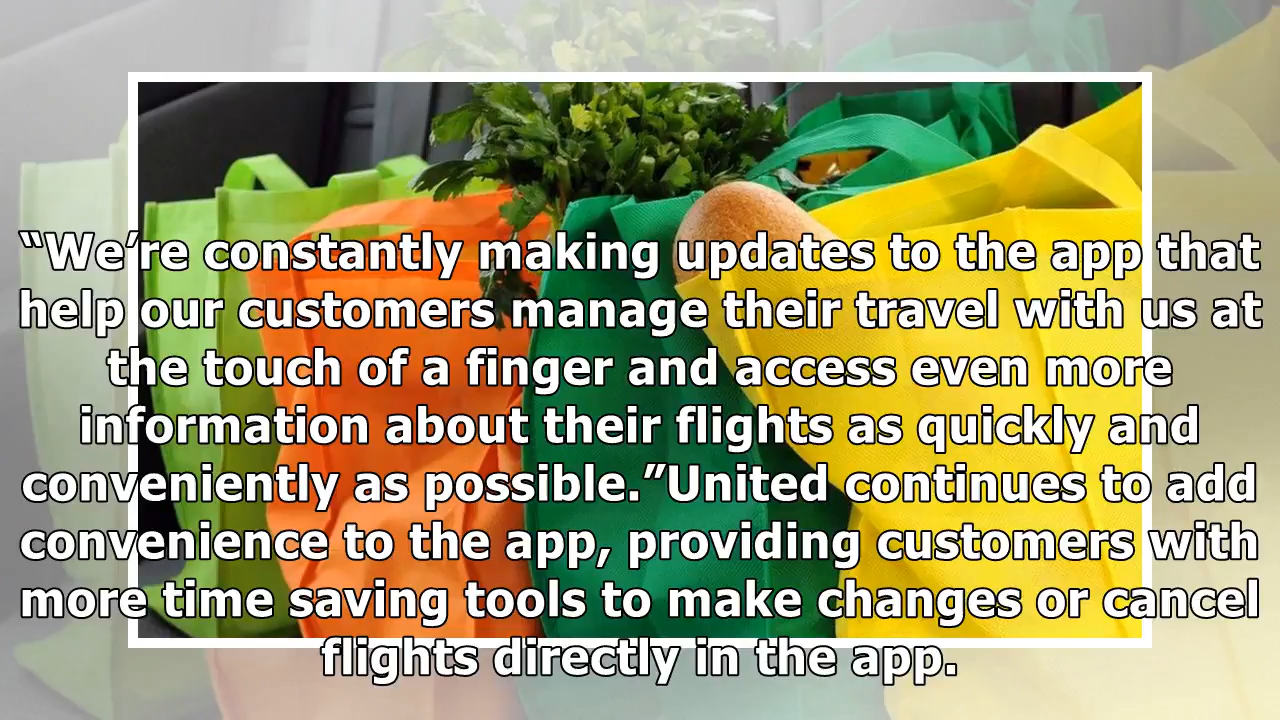 “We’re constantly making updates to the app that
help our customers manage their travel with us at
the touch of a finger and access even more
information about their flights as quickly and
conveniently as possible.”United continues to add
convenience to the app, providing customers with
more time saving tools to make changes or cancel
flights directly in the app.